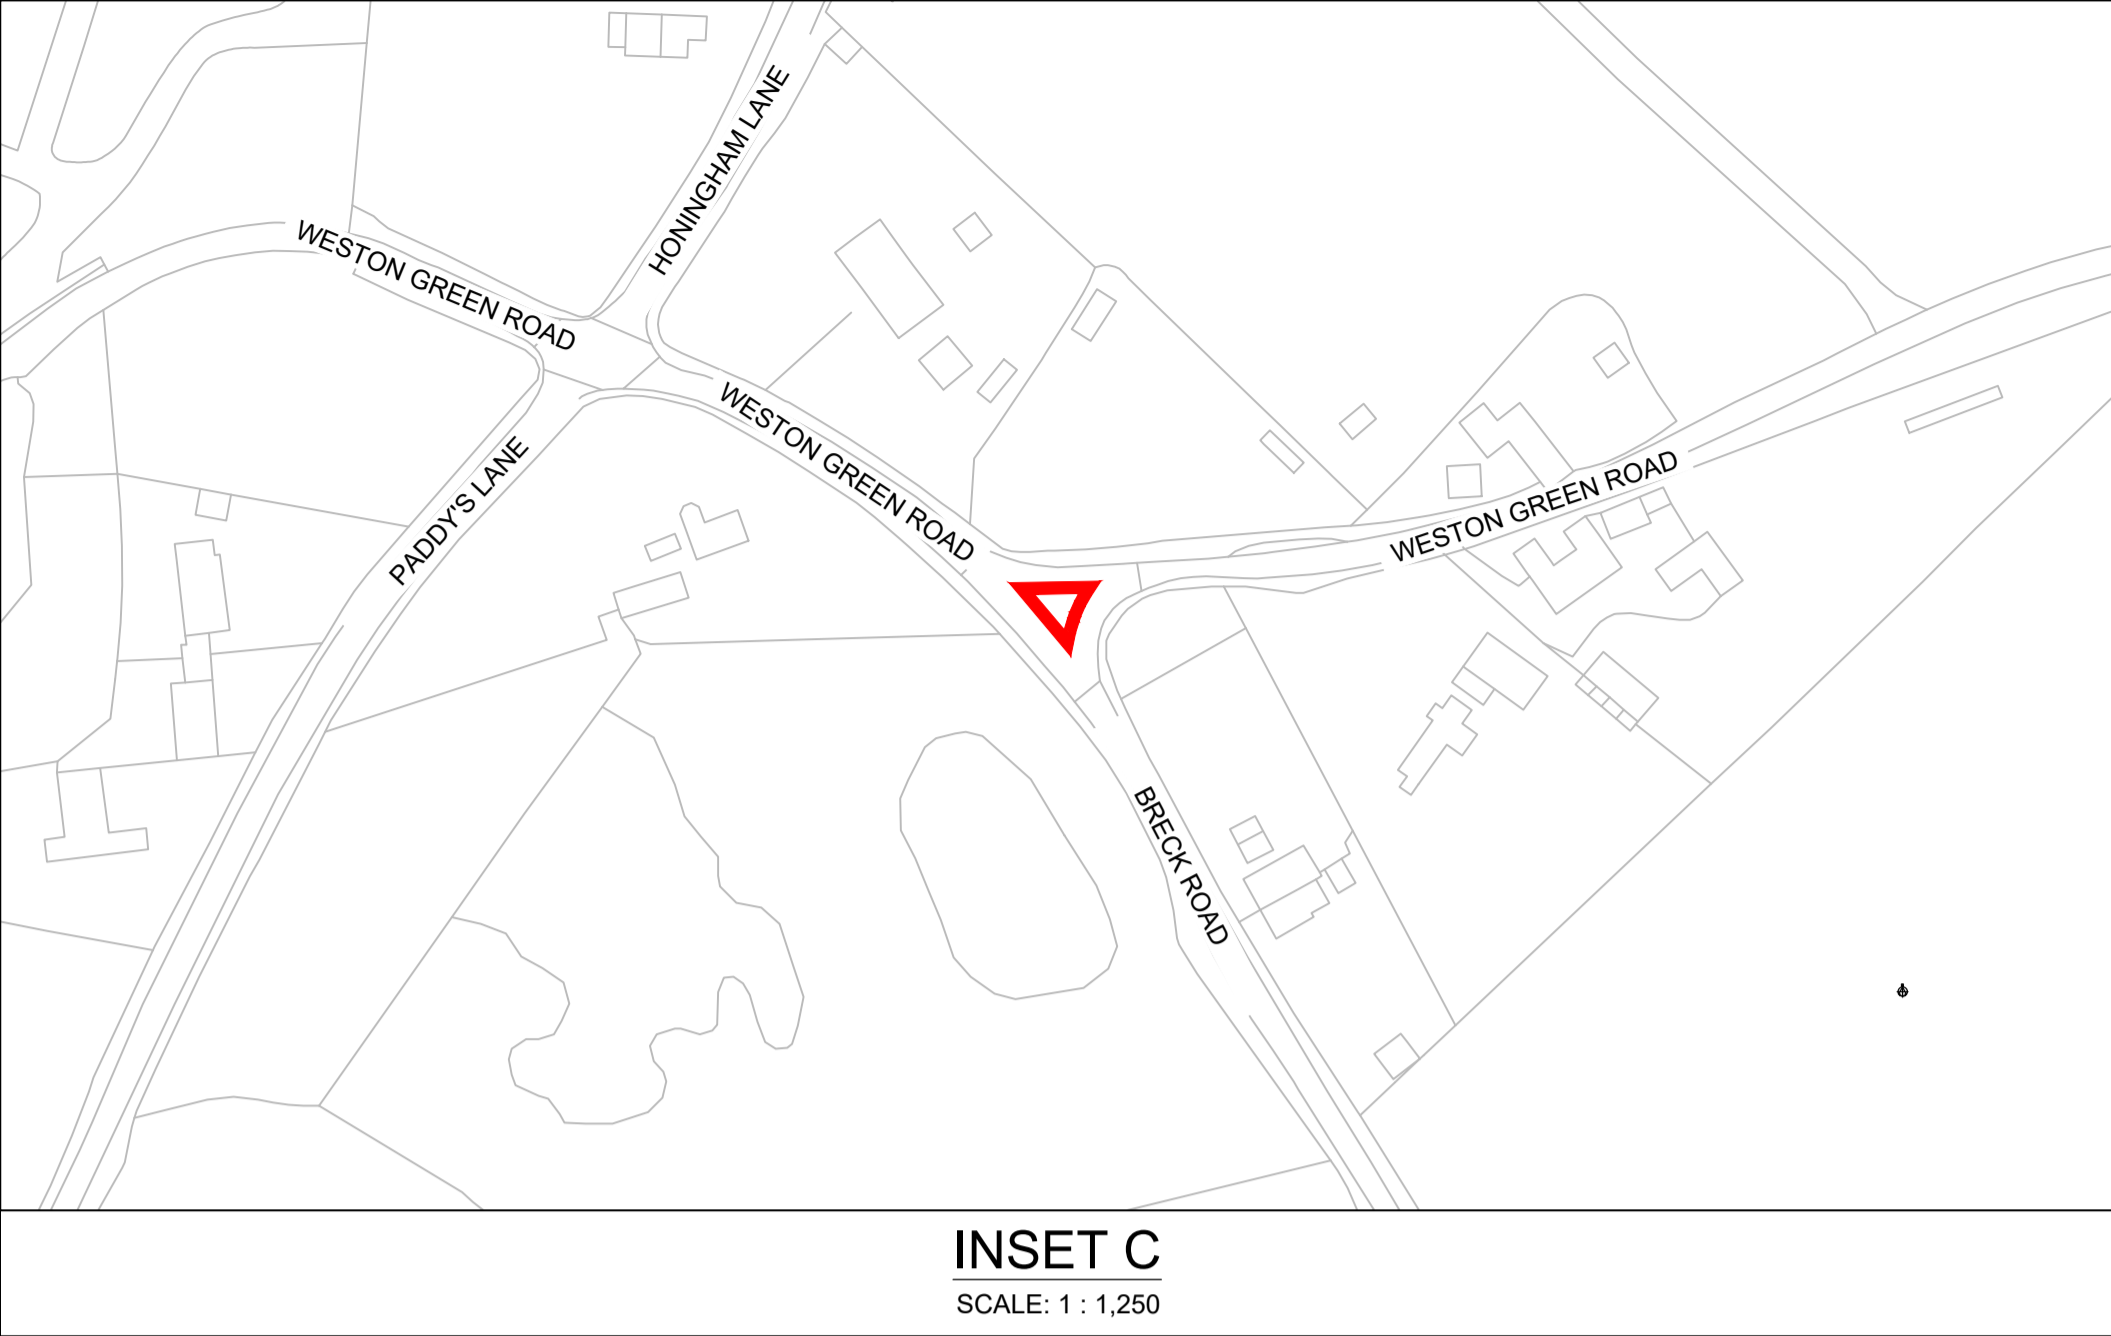 HONINGHAM LANE
WESTON GREEN ROAD
WESTON GREEN ROAD
PADDY'S LANE
WESTON GREEN ROAD
BRECK ROAD
INSET C
SCALE: 1 : 1,250